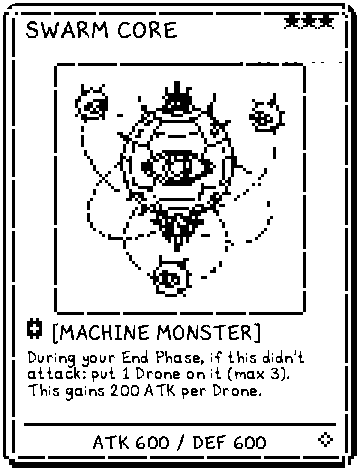 SWARM CORE
[MACHINE MONSTER]
During your End Phase, if this didn't
attack: put 1 Drone on it (max 3).
This gains 200 ATK per Drone.
ATK 600 / DEF 600